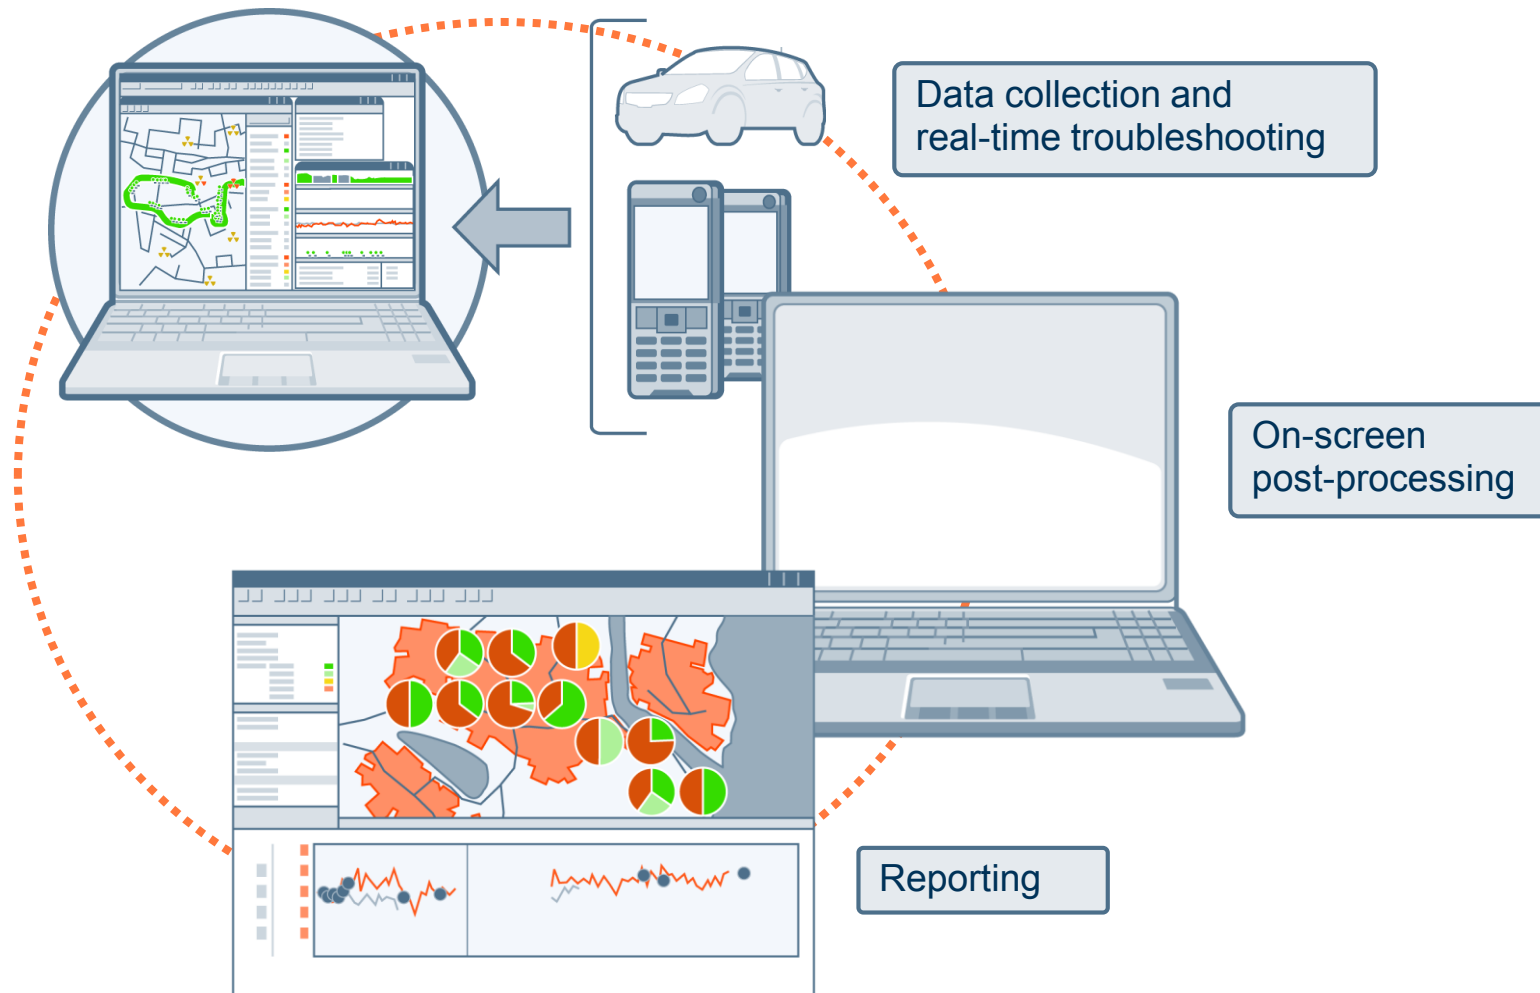 Data collection and
real-time troubleshooting
On-screen
post-processing
Reporting